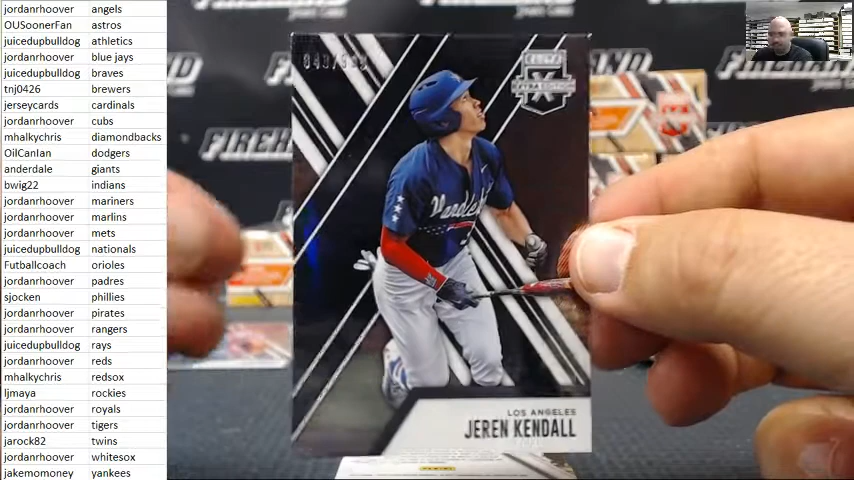 jordanrhoover angels
OUSoonerFan astros
juicedupbulldog athletics
jordanrhoover blue jays
juicedupbulldog braves
tnj0426 brewers
jerseycards cardinals
jordanrhoover cubs
mhalkychris diamondbacks
OilCanIan dodgers
anderdale giants
bwig22 indians
jordanrhoover mariners
jordanrhoover marlins
jordanrhoover mets
juicedupbulldog nationals
Futballcoach orioles
jordanrhoover padres
sjocken phillies
jordanrhoover pirates
jordanrhoover rangers
juicedupbulldog rays
jordanrhoover reds
mhalkychris redsox
ljmaya rockies
jordanrhoover royals
jordanrhoover tigers
jarock82 twins
jordanrhoover whitesox
jakemomoney yankees
ELITE
EXTRA EDITION
LOS ANGELES
JEREN KENDALL
PANINI